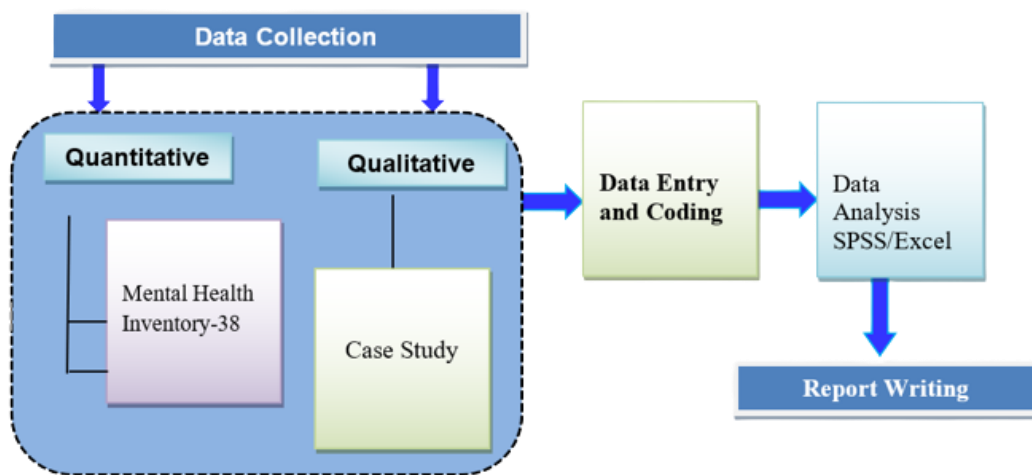 Data Collection
Quantitative
Qualitative
Mental Health
Inventory-38
Case Study
Data Entry
and Coding
Data
Analysis
SPSS/Excel
Report Writing